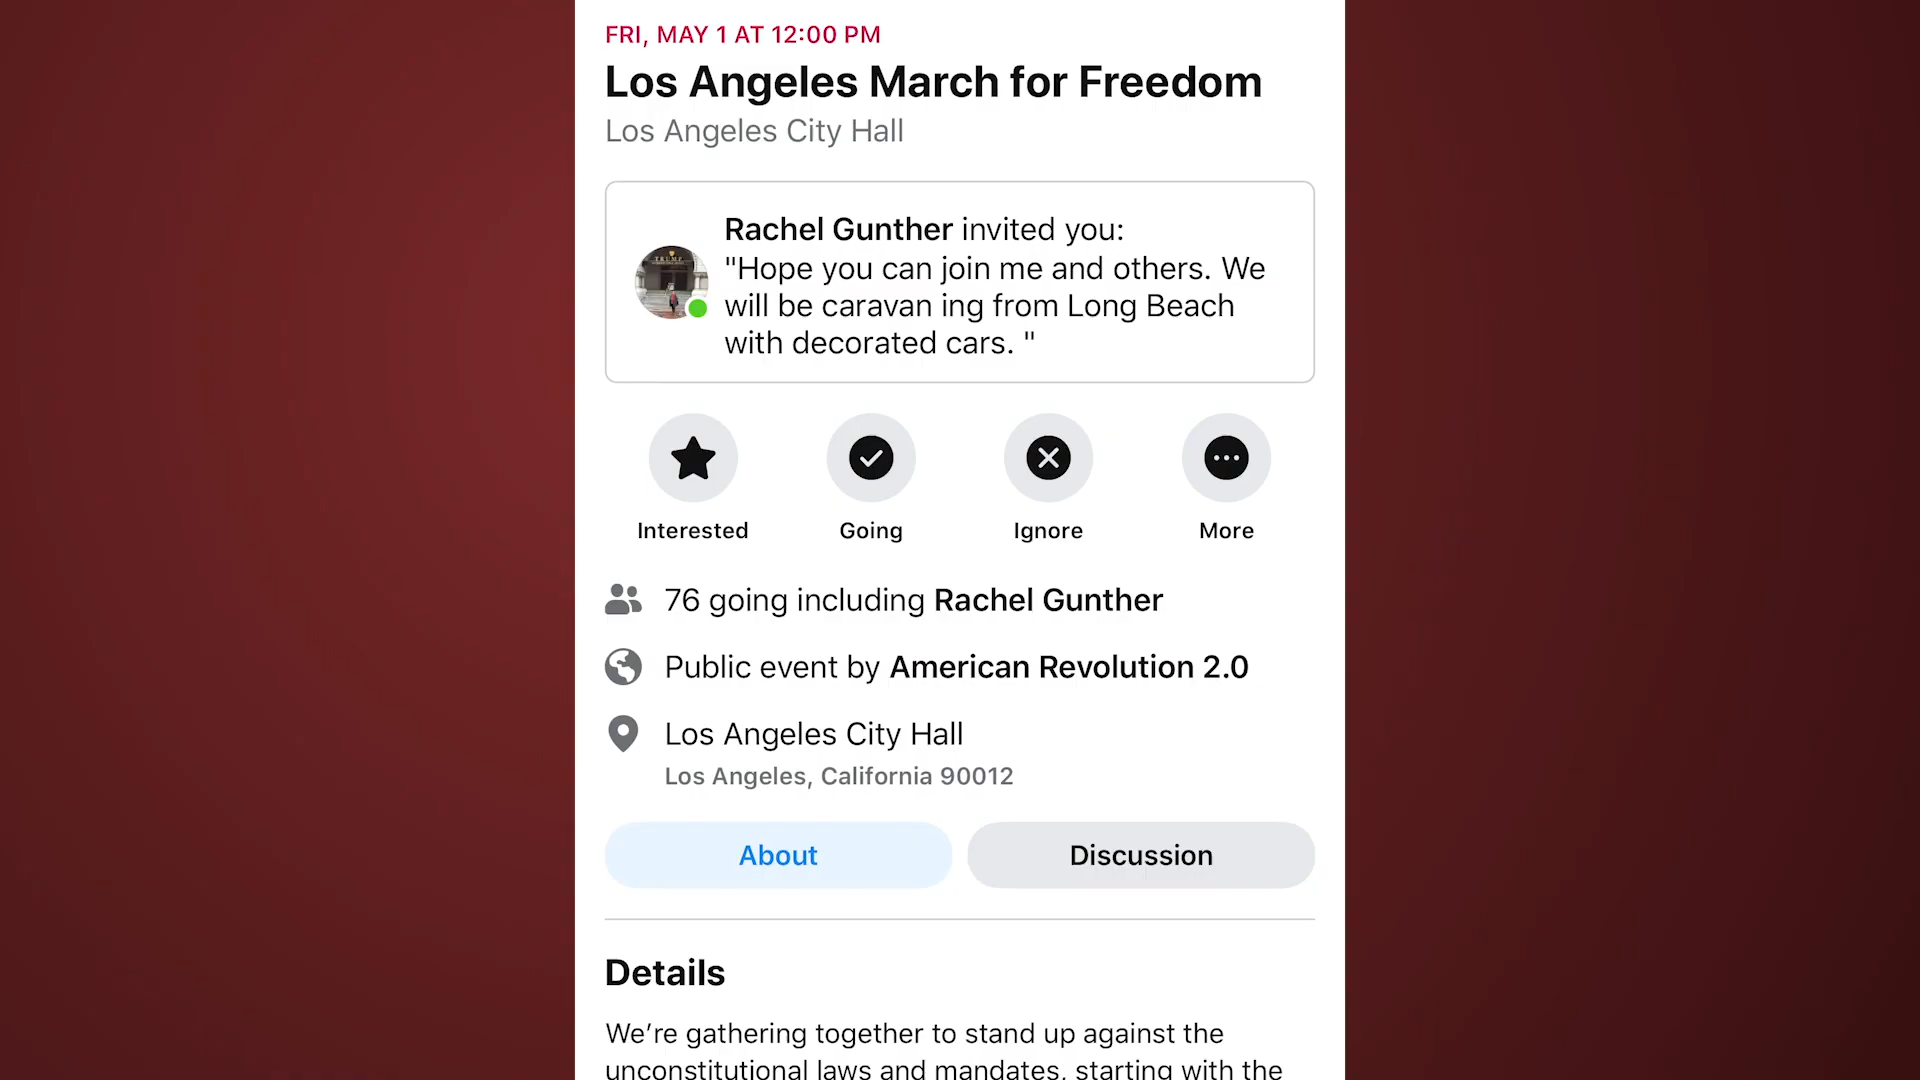 FRI, MAY 1 AT 12:00 PM
Los Angeles March for Freedom
Los Angeles City Hall
Rachel Gunther invited you:
"Hope you can join me and others. We
will be caravan ing from Long Beach
with decorated cars. "
TRUMP
Interested
Going
Ignore
More
76 going including Rachel Gunther
Public event by American Revolution 2.0
Los Angeles City Hall
Los Angeles, California 90012
About
Discussion
Details
We’re gathering together to stand up against the
unconstitutional laws and mandates, starting with the